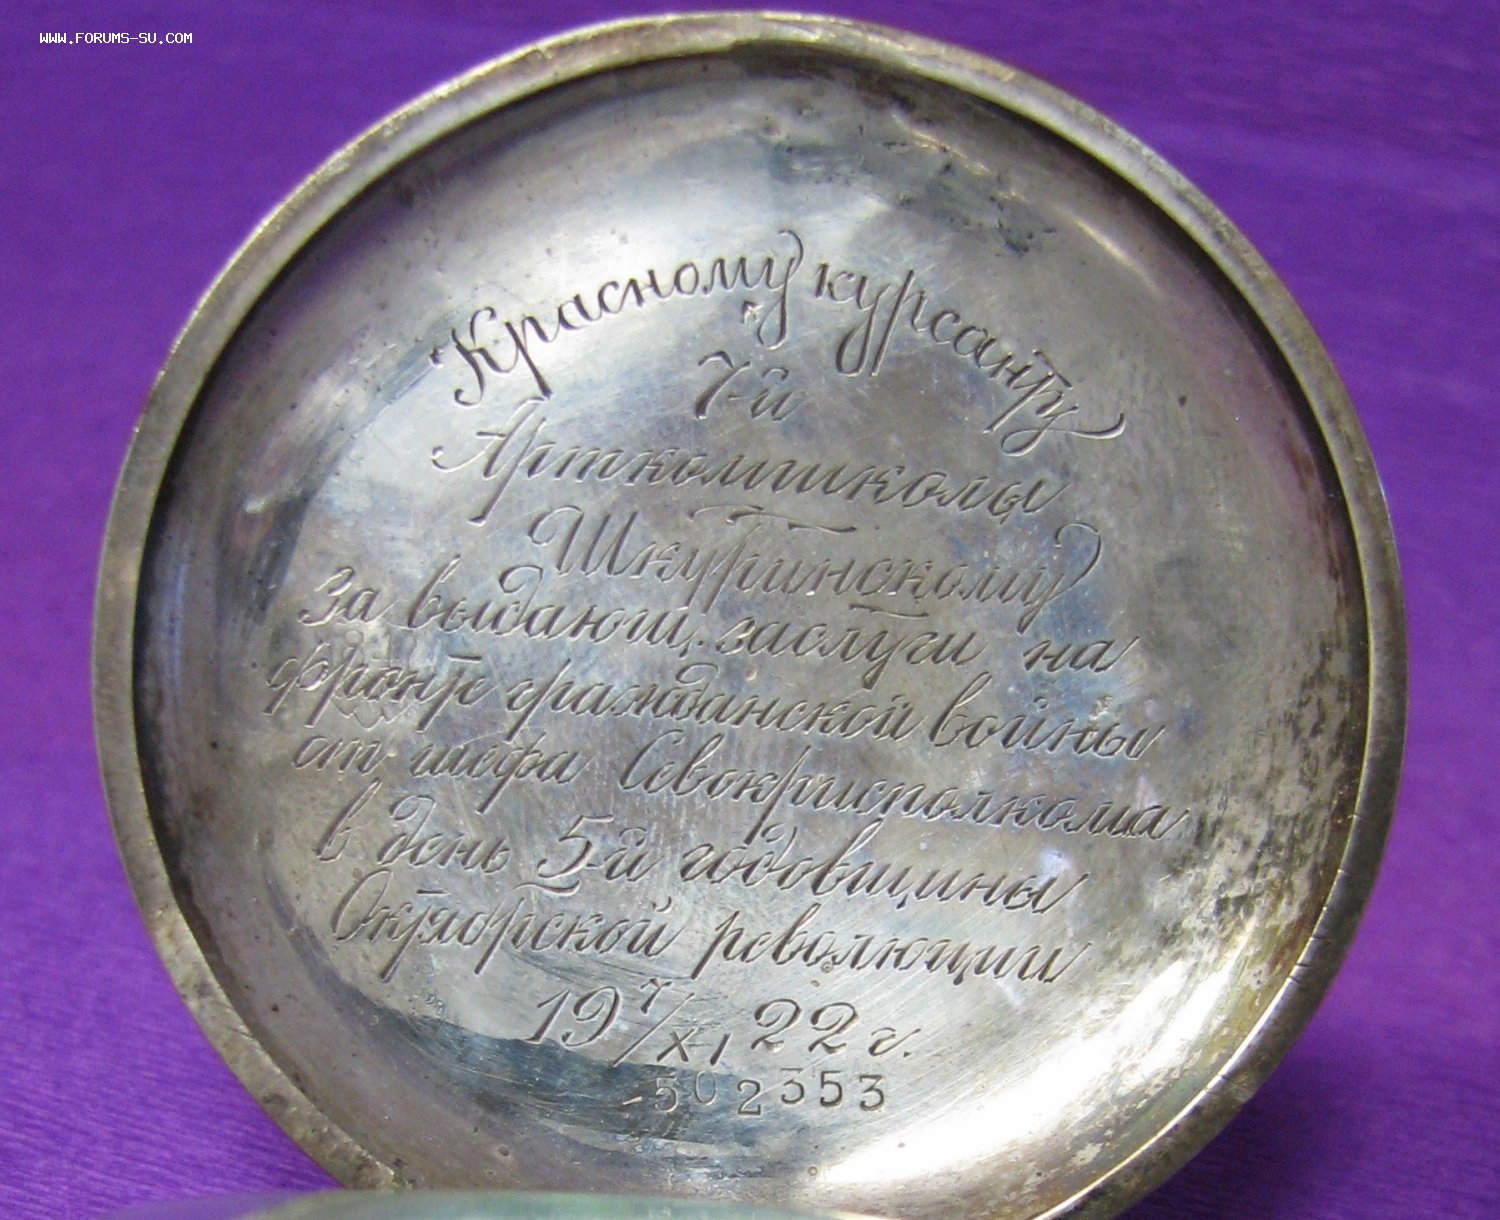 WWW.FORUMS-SU.COM
Красному курсанту
7-й
Арткомшколы
Шкуринскому
За выдающ. заслуги на
фронте гражданской войны
от шефа Севокрисполкома
в день 5-й годовщины
Октябрской революции
19 7/XI 22 г.
502353